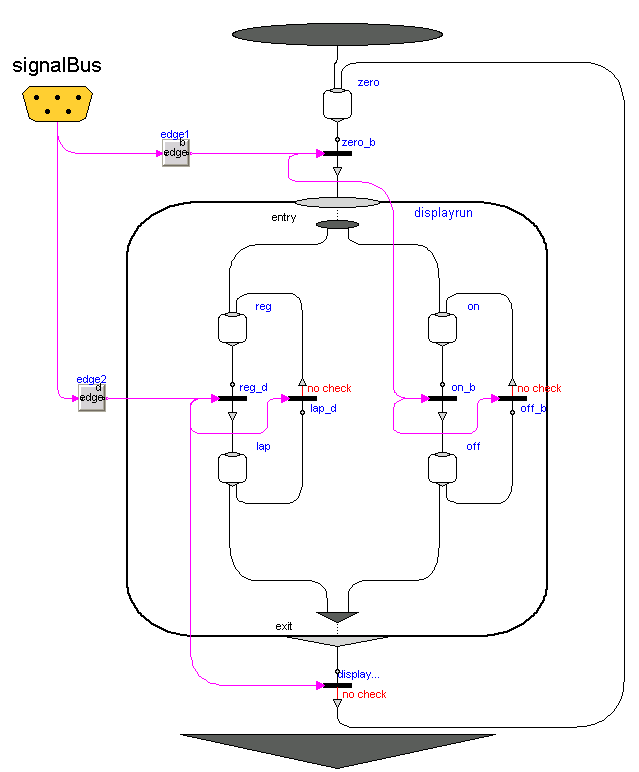 signalBus
zero
edge1
b
edge
zero_b
displayrun
entry
reg
on
edge2
d
edge
reg_d
no check
lap_d
on_b
no check
off_b
lap
off
exit
display...
no check